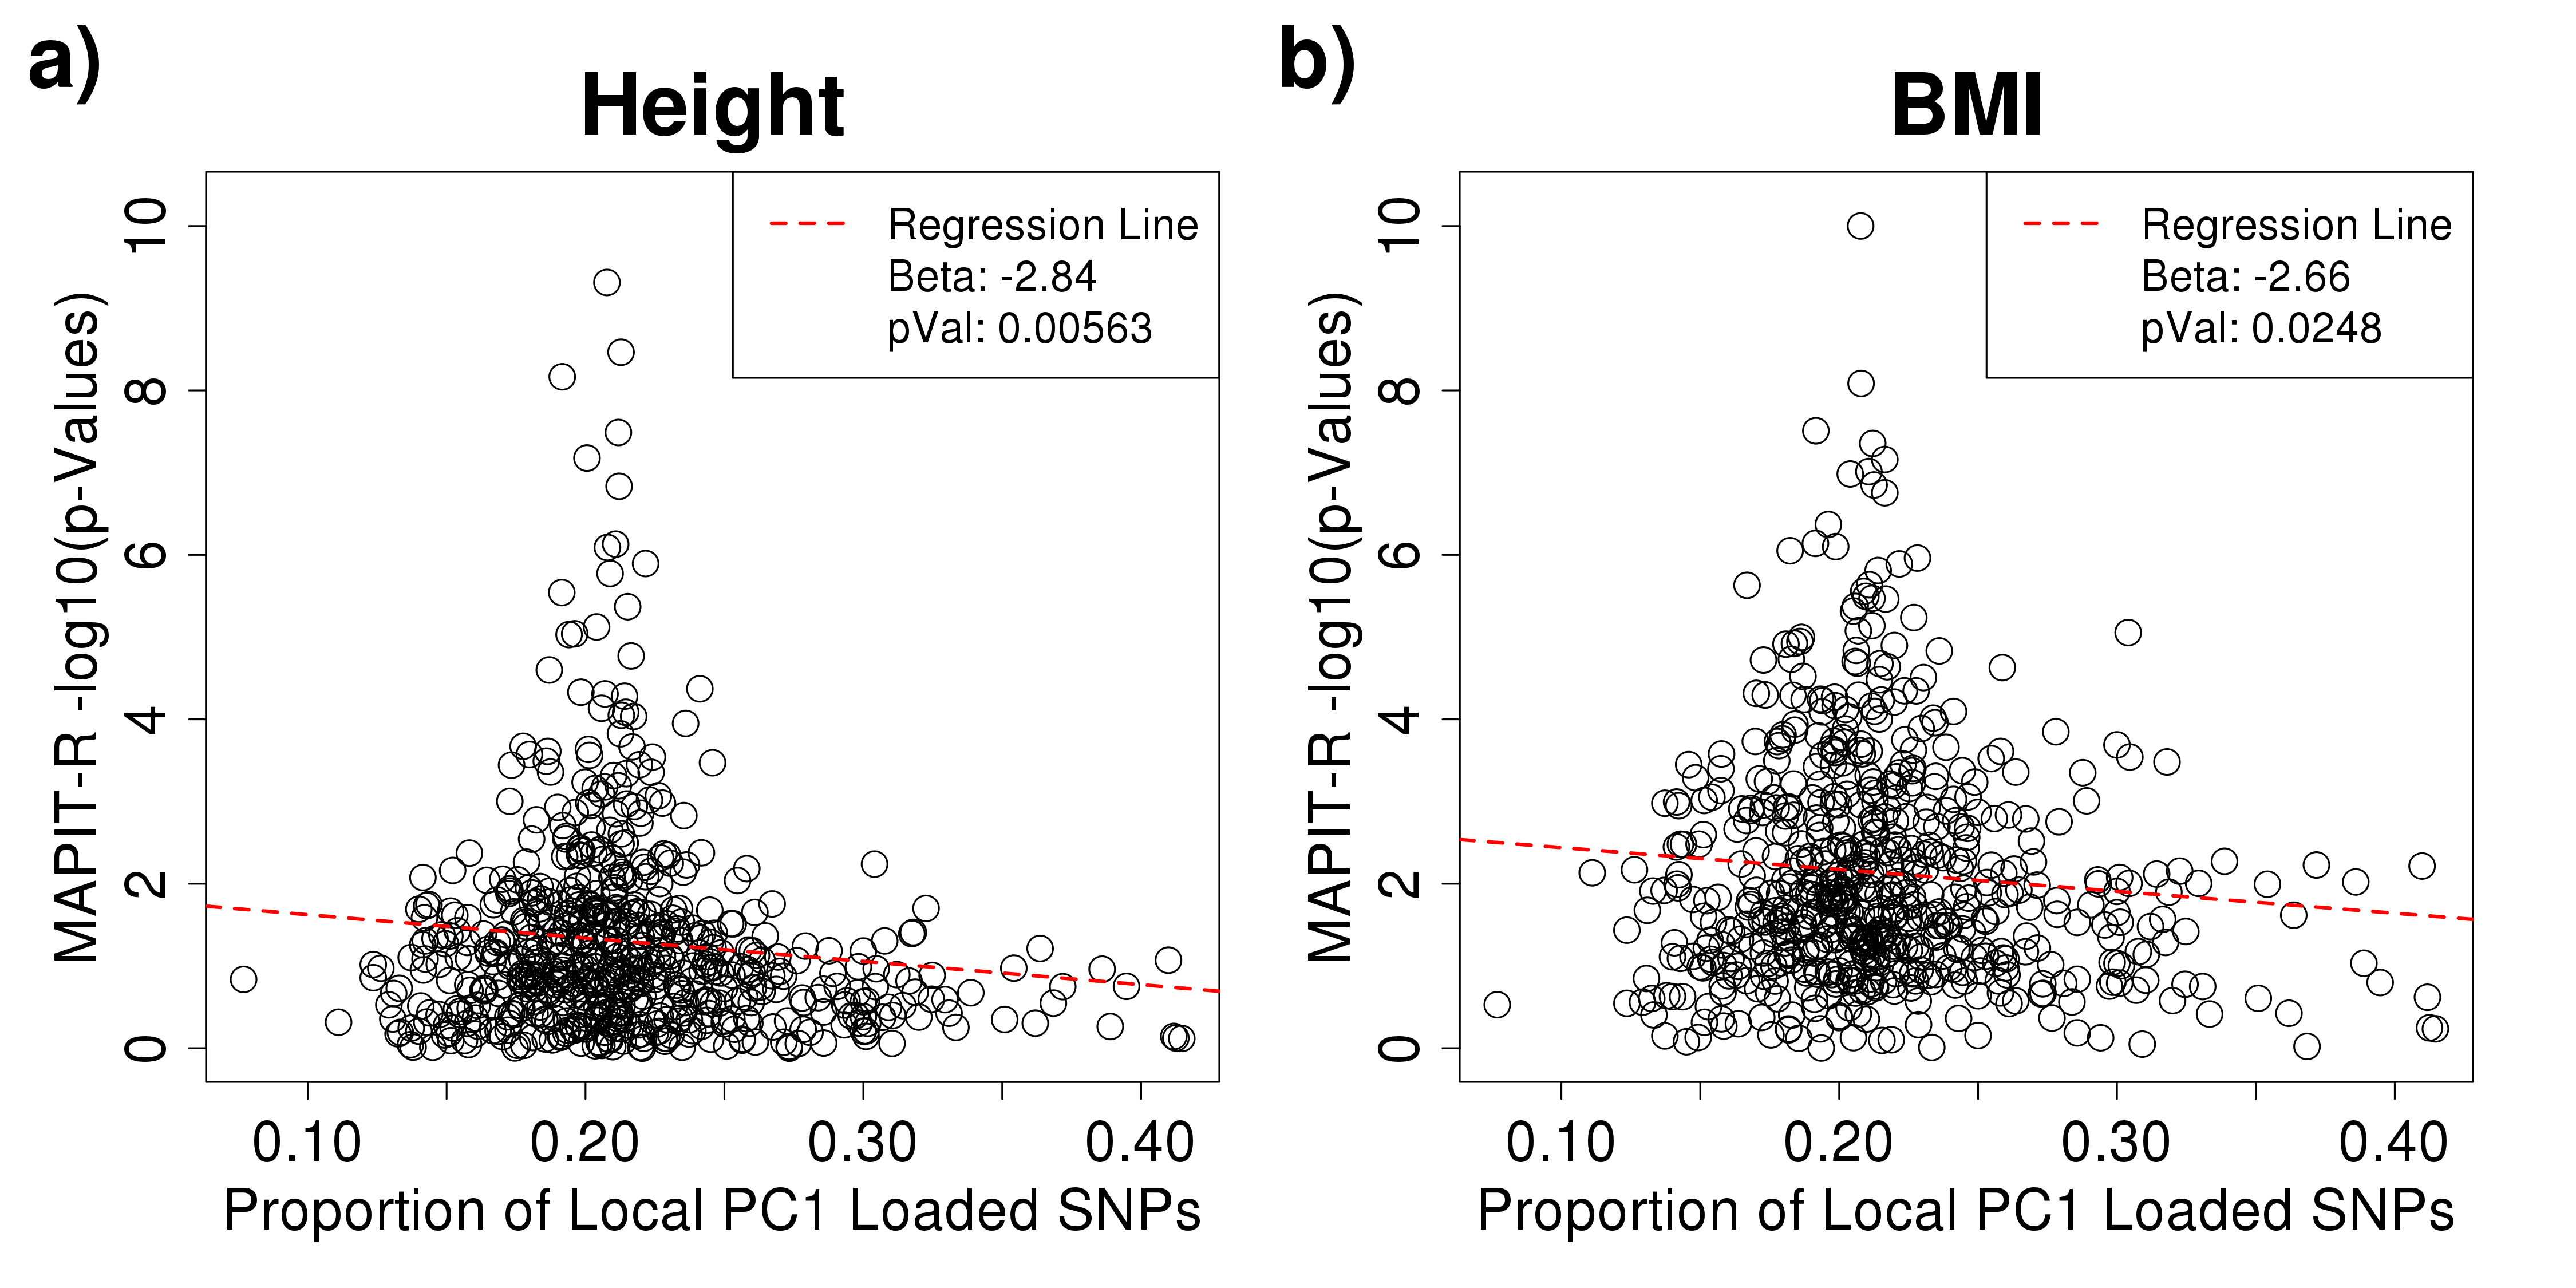 a)
Height
MAPIT-R -log10(p-Values)
10
8
6
4
2
0
Regression Line
Beta: -2.84
pVal: 0.00563
0.10 0.20 0.30 0.40
Proportion of Local PC1 Loaded SNPs
b)
BMI
MAPIT-R -log10(p-Values)
10
8
6
4
2
0
Regression Line
Beta: -2.66
pVal: 0.0248
0.10 0.20 0.30 0.40
Proportion of Local PC1 Loaded SNPs